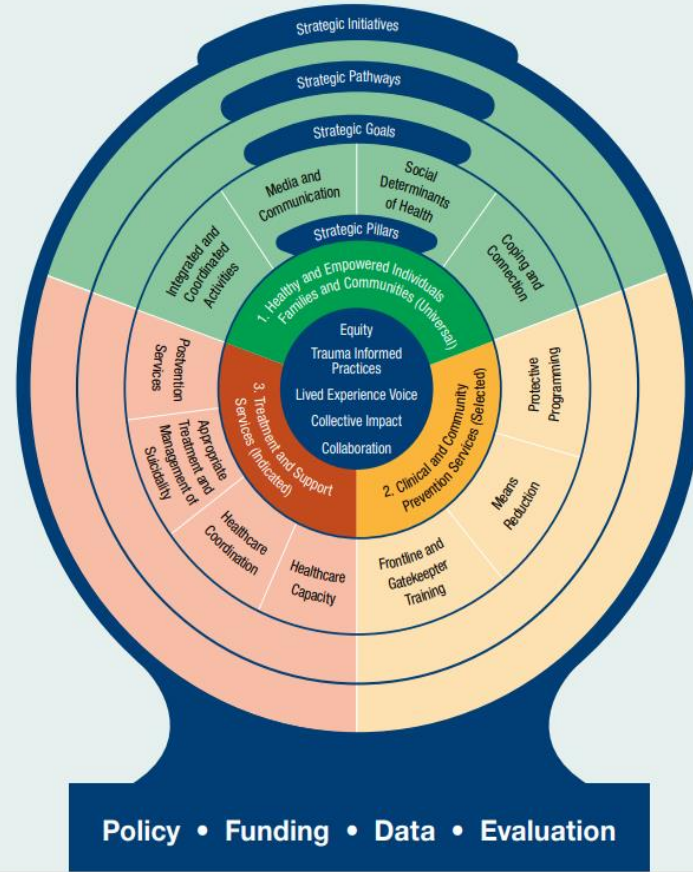 Strategic Initiatives
Strategic Pathways
Strategic Goals
Integrated and
Coordinated
Activities
Media and
Communication
Social
Determinants
of Health
Coping and
Connection
Strategic Pillars
1. Healthy and Empowered Individuals
Families and Communities (Universal)
Equity
Trauma Informed
Practices
Lived Experience Voice
Collective Impact
Collaboration
Protective
Programming
Means
Reduction
Frontline and
Gatekeeper
Training
2. Clinical and Community
Prevention Services (Selected)
3. Treatment and Support
Services (Indicated)
Postvention
Services
Appropriate
Treatment and
Management of
Suicidality
Healthcare
Coordination
Healthcare
Capacity
Policy • Funding • Data • Evaluation